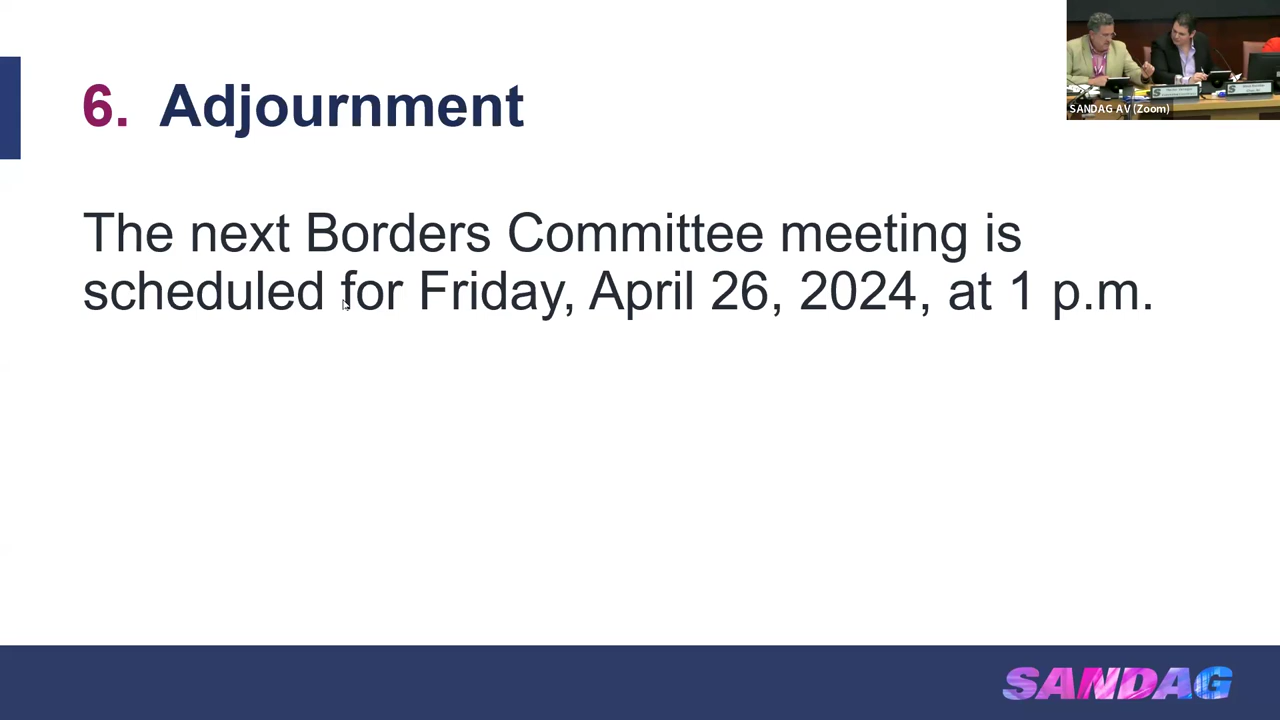 6. Adjournment
The next Borders Committee meeting is
scheduled for Friday, April 26, 2024, at 1 p.m.
SANDAG AV (Zoom)
SANDAG